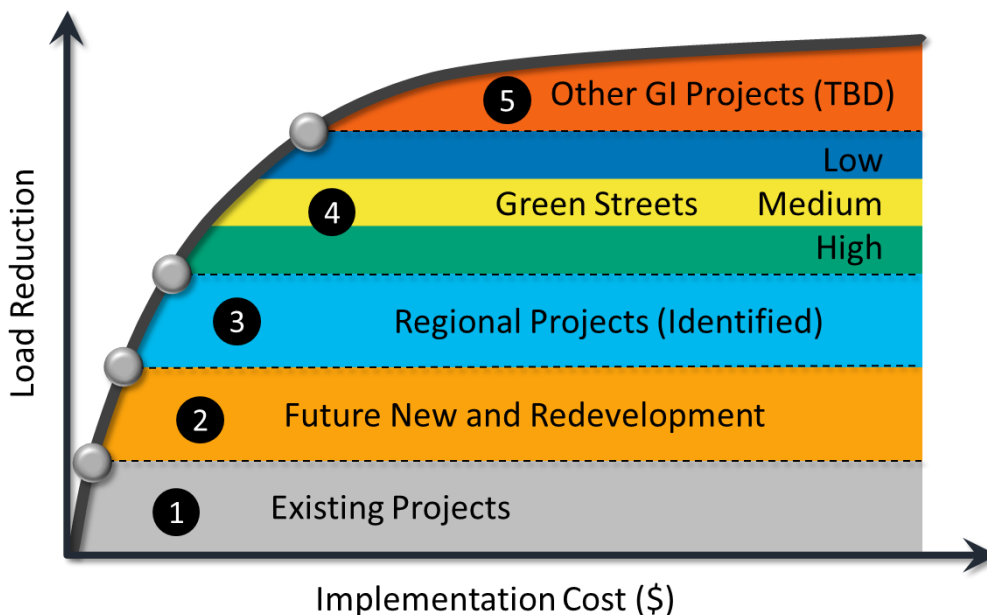 Load Reduction
5 Other GI Projects (TBD)
Low
4 Green Streets Medium
High
3 Regional Projects (Identified)
2 Future New and Redevelopment
1 Existing Projects
Implementation Cost ($)